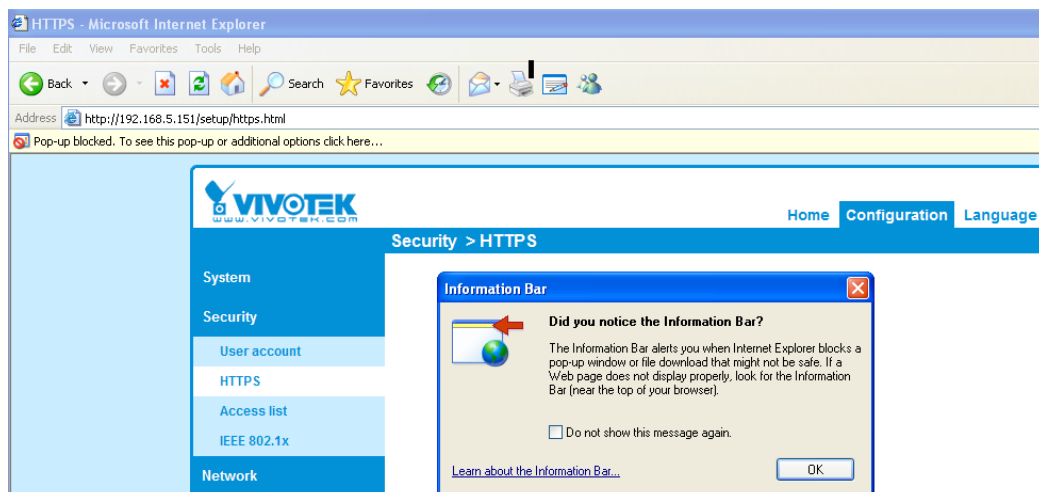 HTTPS - Microsoft Internet Explorer
File Edit View Favorites Tools Help
Back Search Favorites
Address http://192.168.5.151/setup/https.html
Pop-up blocked. To see this pop-up or additional options click here...
VIVOTEK
www.vivotek.com
Home Configuration Language
Security > HTTPS
System
Security
User account
HTTPS
Access list
IEEE 802.1x
Network
Information Bar
Did you notice the Information Bar?
The Information Bar alerts you when Internet Explorer blocks a
pop-up window or file download that might not be safe. If a
Web page does not display properly, look for the Information
Bar (near the top of your browser).
Do not show this message again.
Learn about the Information Bar...
OK